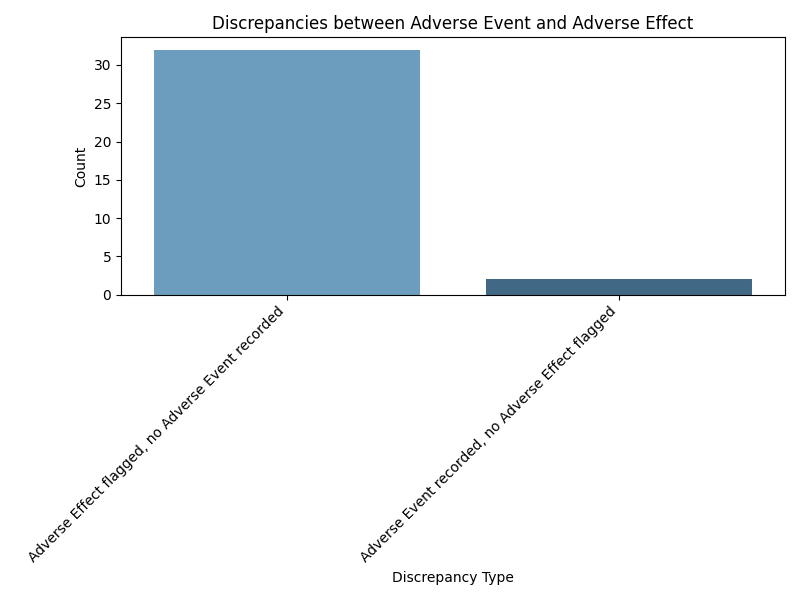 Discrepancies between Adverse Event and Adverse Effect
Count
30
25
20
15
10
5
0
Adverse Effect flagged, no Adverse Event recorded
Adverse Event recorded, no Adverse Effect flagged
Discrepancy Type